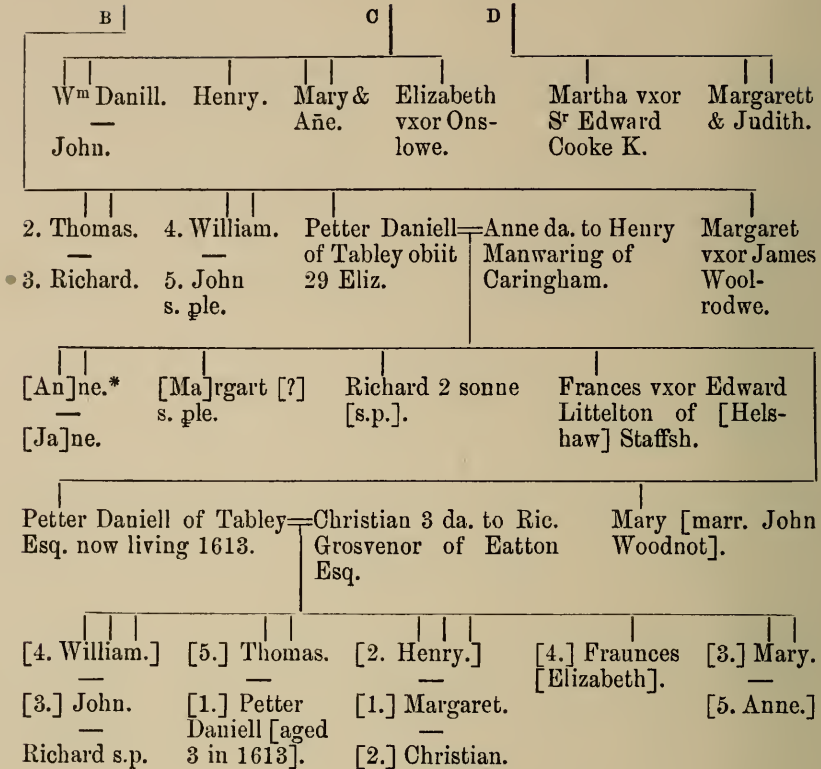 B C D
Wᵐ Danill. Henry. Mary & Elizabeth Martha vxor Margarett
— Añe. vxor Ons- Sʳ Edward & Judith.
John. lowe. Cooke K.
2. Thomas. 4. William. Petter Daniell=Anne da. to Henry Margaret
— — of Tabley obiit Manwaring of vxor James
3. Richard. 5. John 29 Eliz. Caringham. Wool-
s. ꝑle. rodwe.
[An]ne.* [Ma]rgart [?] Richard 2 sonne Frances vxor Edward
— s. ꝑle. [s.p.]. Littelton of [Hels-
[Ja]ne. haw] Staffsh.
Petter Daniell of Tabley=Christian 3 da. to Ric. Mary [marr. John
Esq. now living 1613. Grosvenor of Eatton Woodnot].
Esq.
[4. William.] [5.] Thomas. [2. Henry.] [4.] Fraunces [3.] Mary.
— — — [Elizabeth]. —
[3.] John. [1.] Petter [1.] Margaret. [5. Anne.]
— Daniell [aged —
Richard s.p. 3 in 1613]. [2.] Christian.